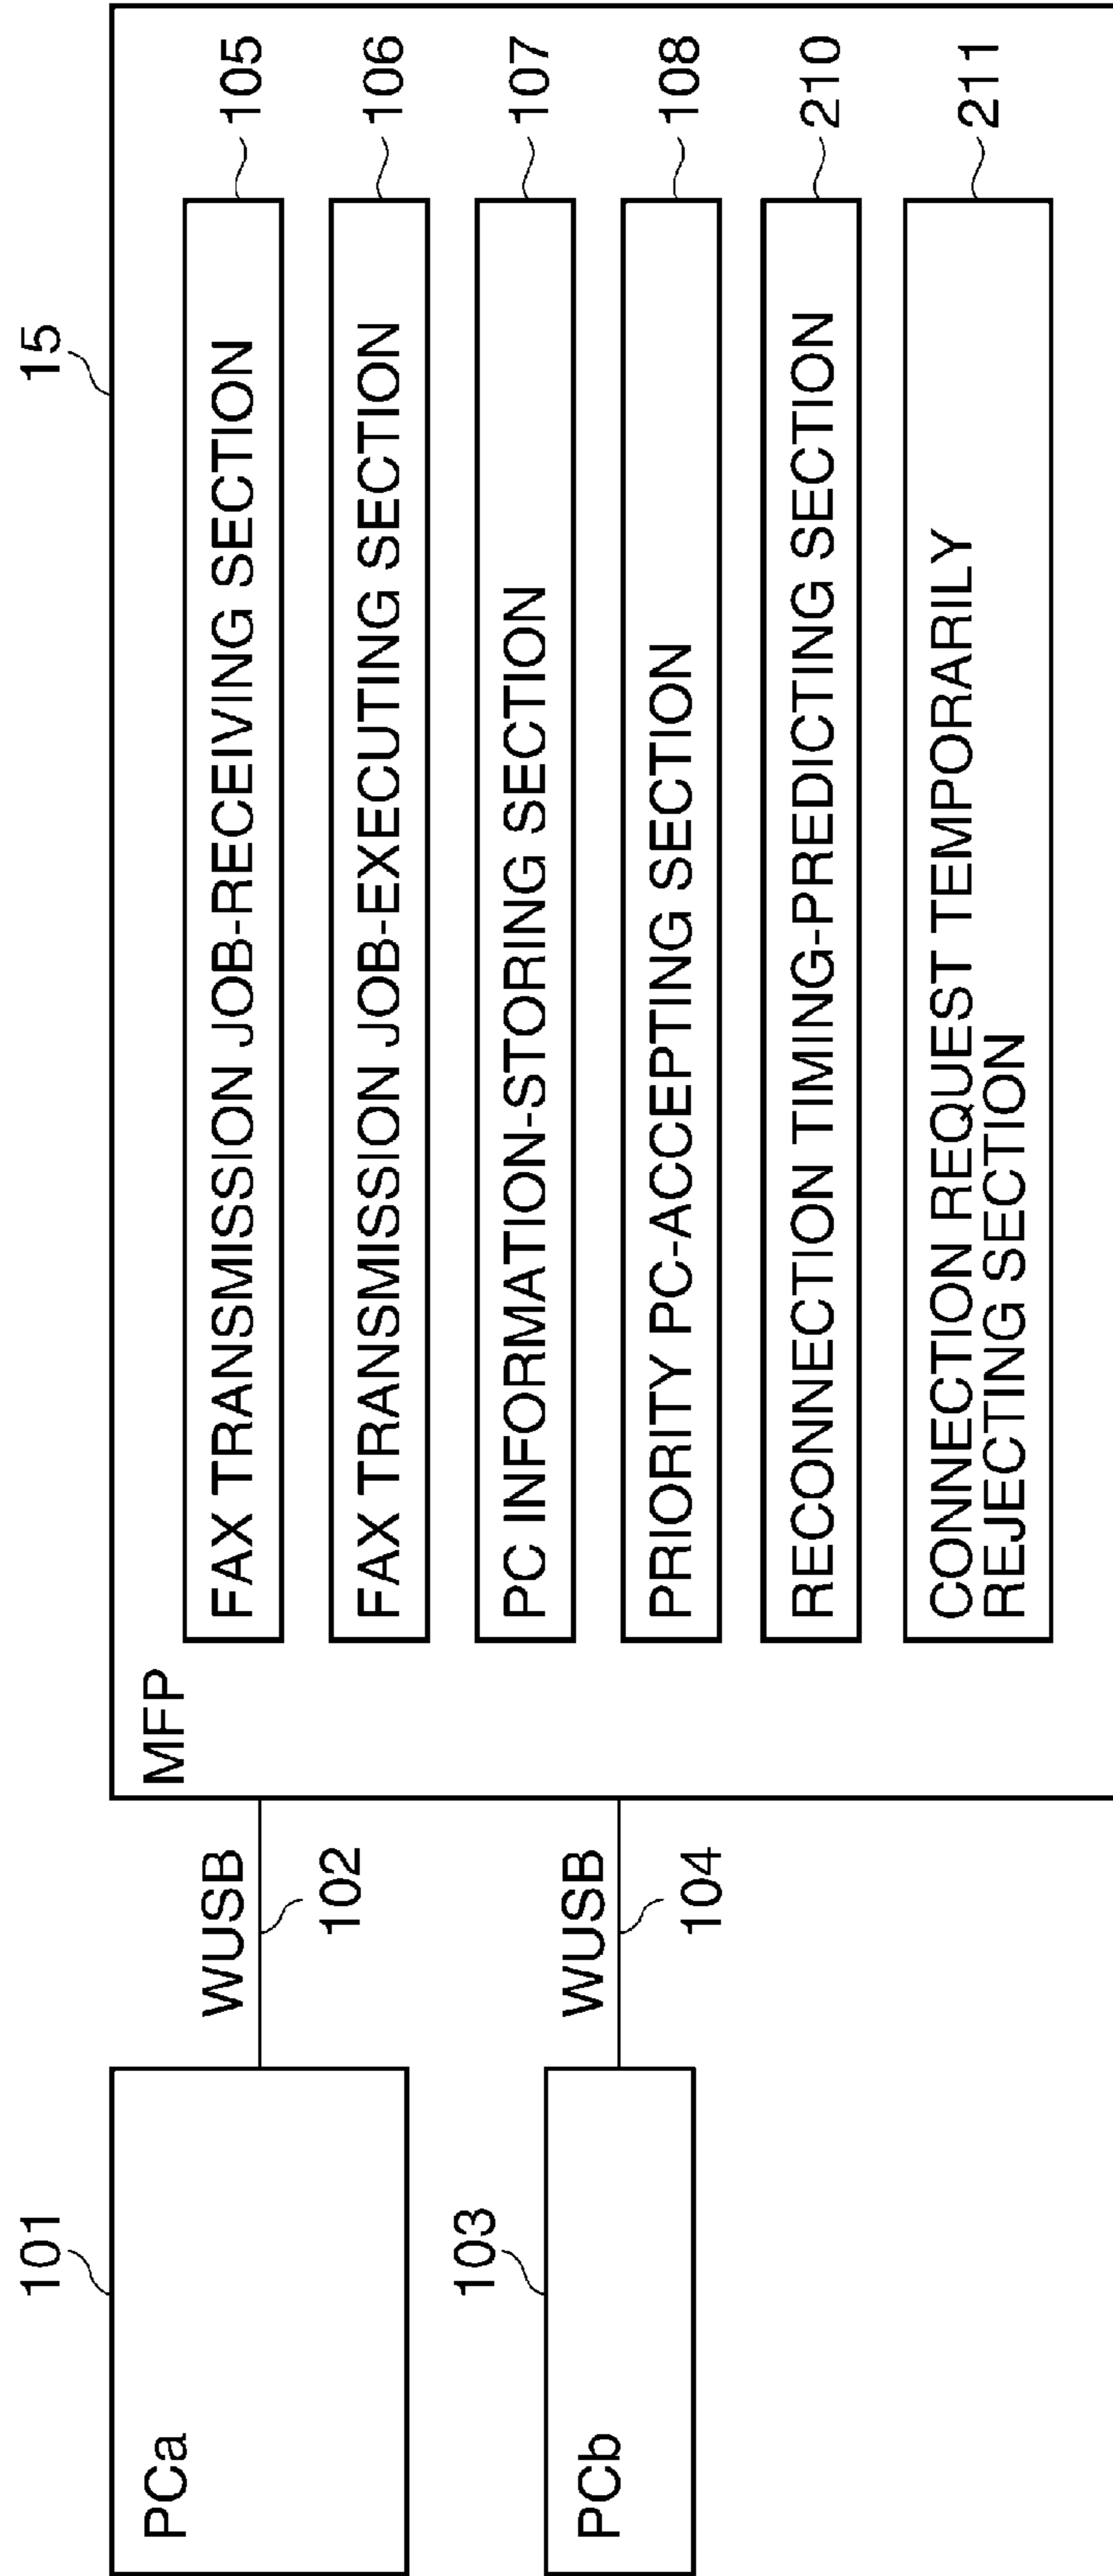 101
PCa
WUSB
102
103
PCb
WUSB
104
15
MFP
FAX TRANSMISSION JOB-RECEIVING SECTION
105
FAX TRANSMISSION JOB-EXECUTING SECTION
106
PC INFORMATION-STORING SECTION
107
PRIORITY PC-ACCEPTING SECTION
108
RECONNECTION TIMING-PREDICTING SECTION
210
CONNECTION REQUEST TEMPORARILY
REJECTING SECTION
211